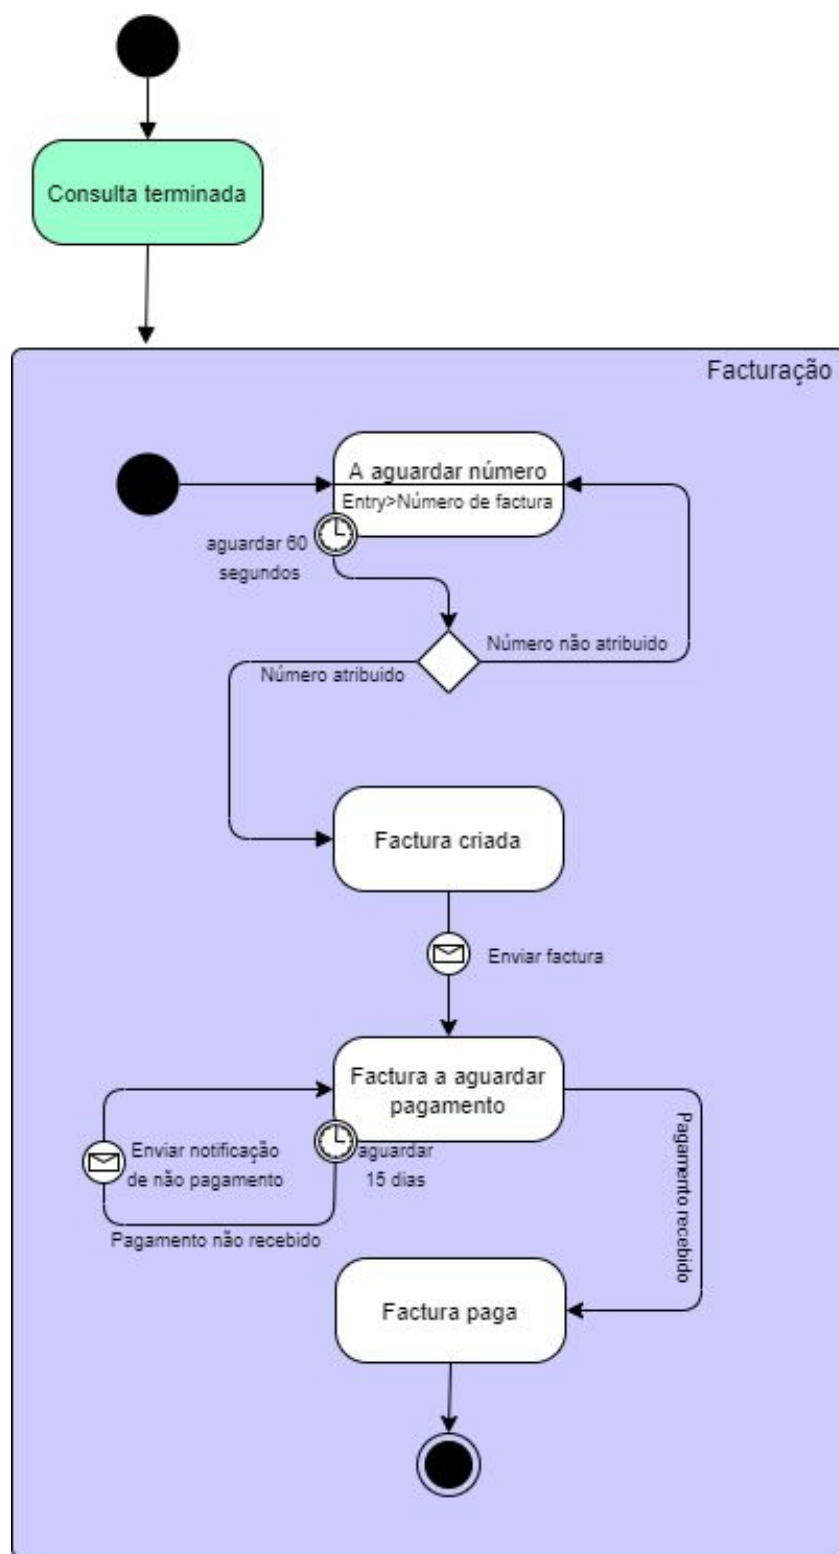 Consulta terminada
Facturação
A aguardar número
Entry>Número de factura
aguardar 60
segundos
Número não atribuido
Número atribuido
Factura criada
Enviar factura
Factura a aguardar
pagamento
Enviar notificação
de não pagamento
aguardar
15 dias
Pagamento recebido
Pagamento não recebido
Factura paga